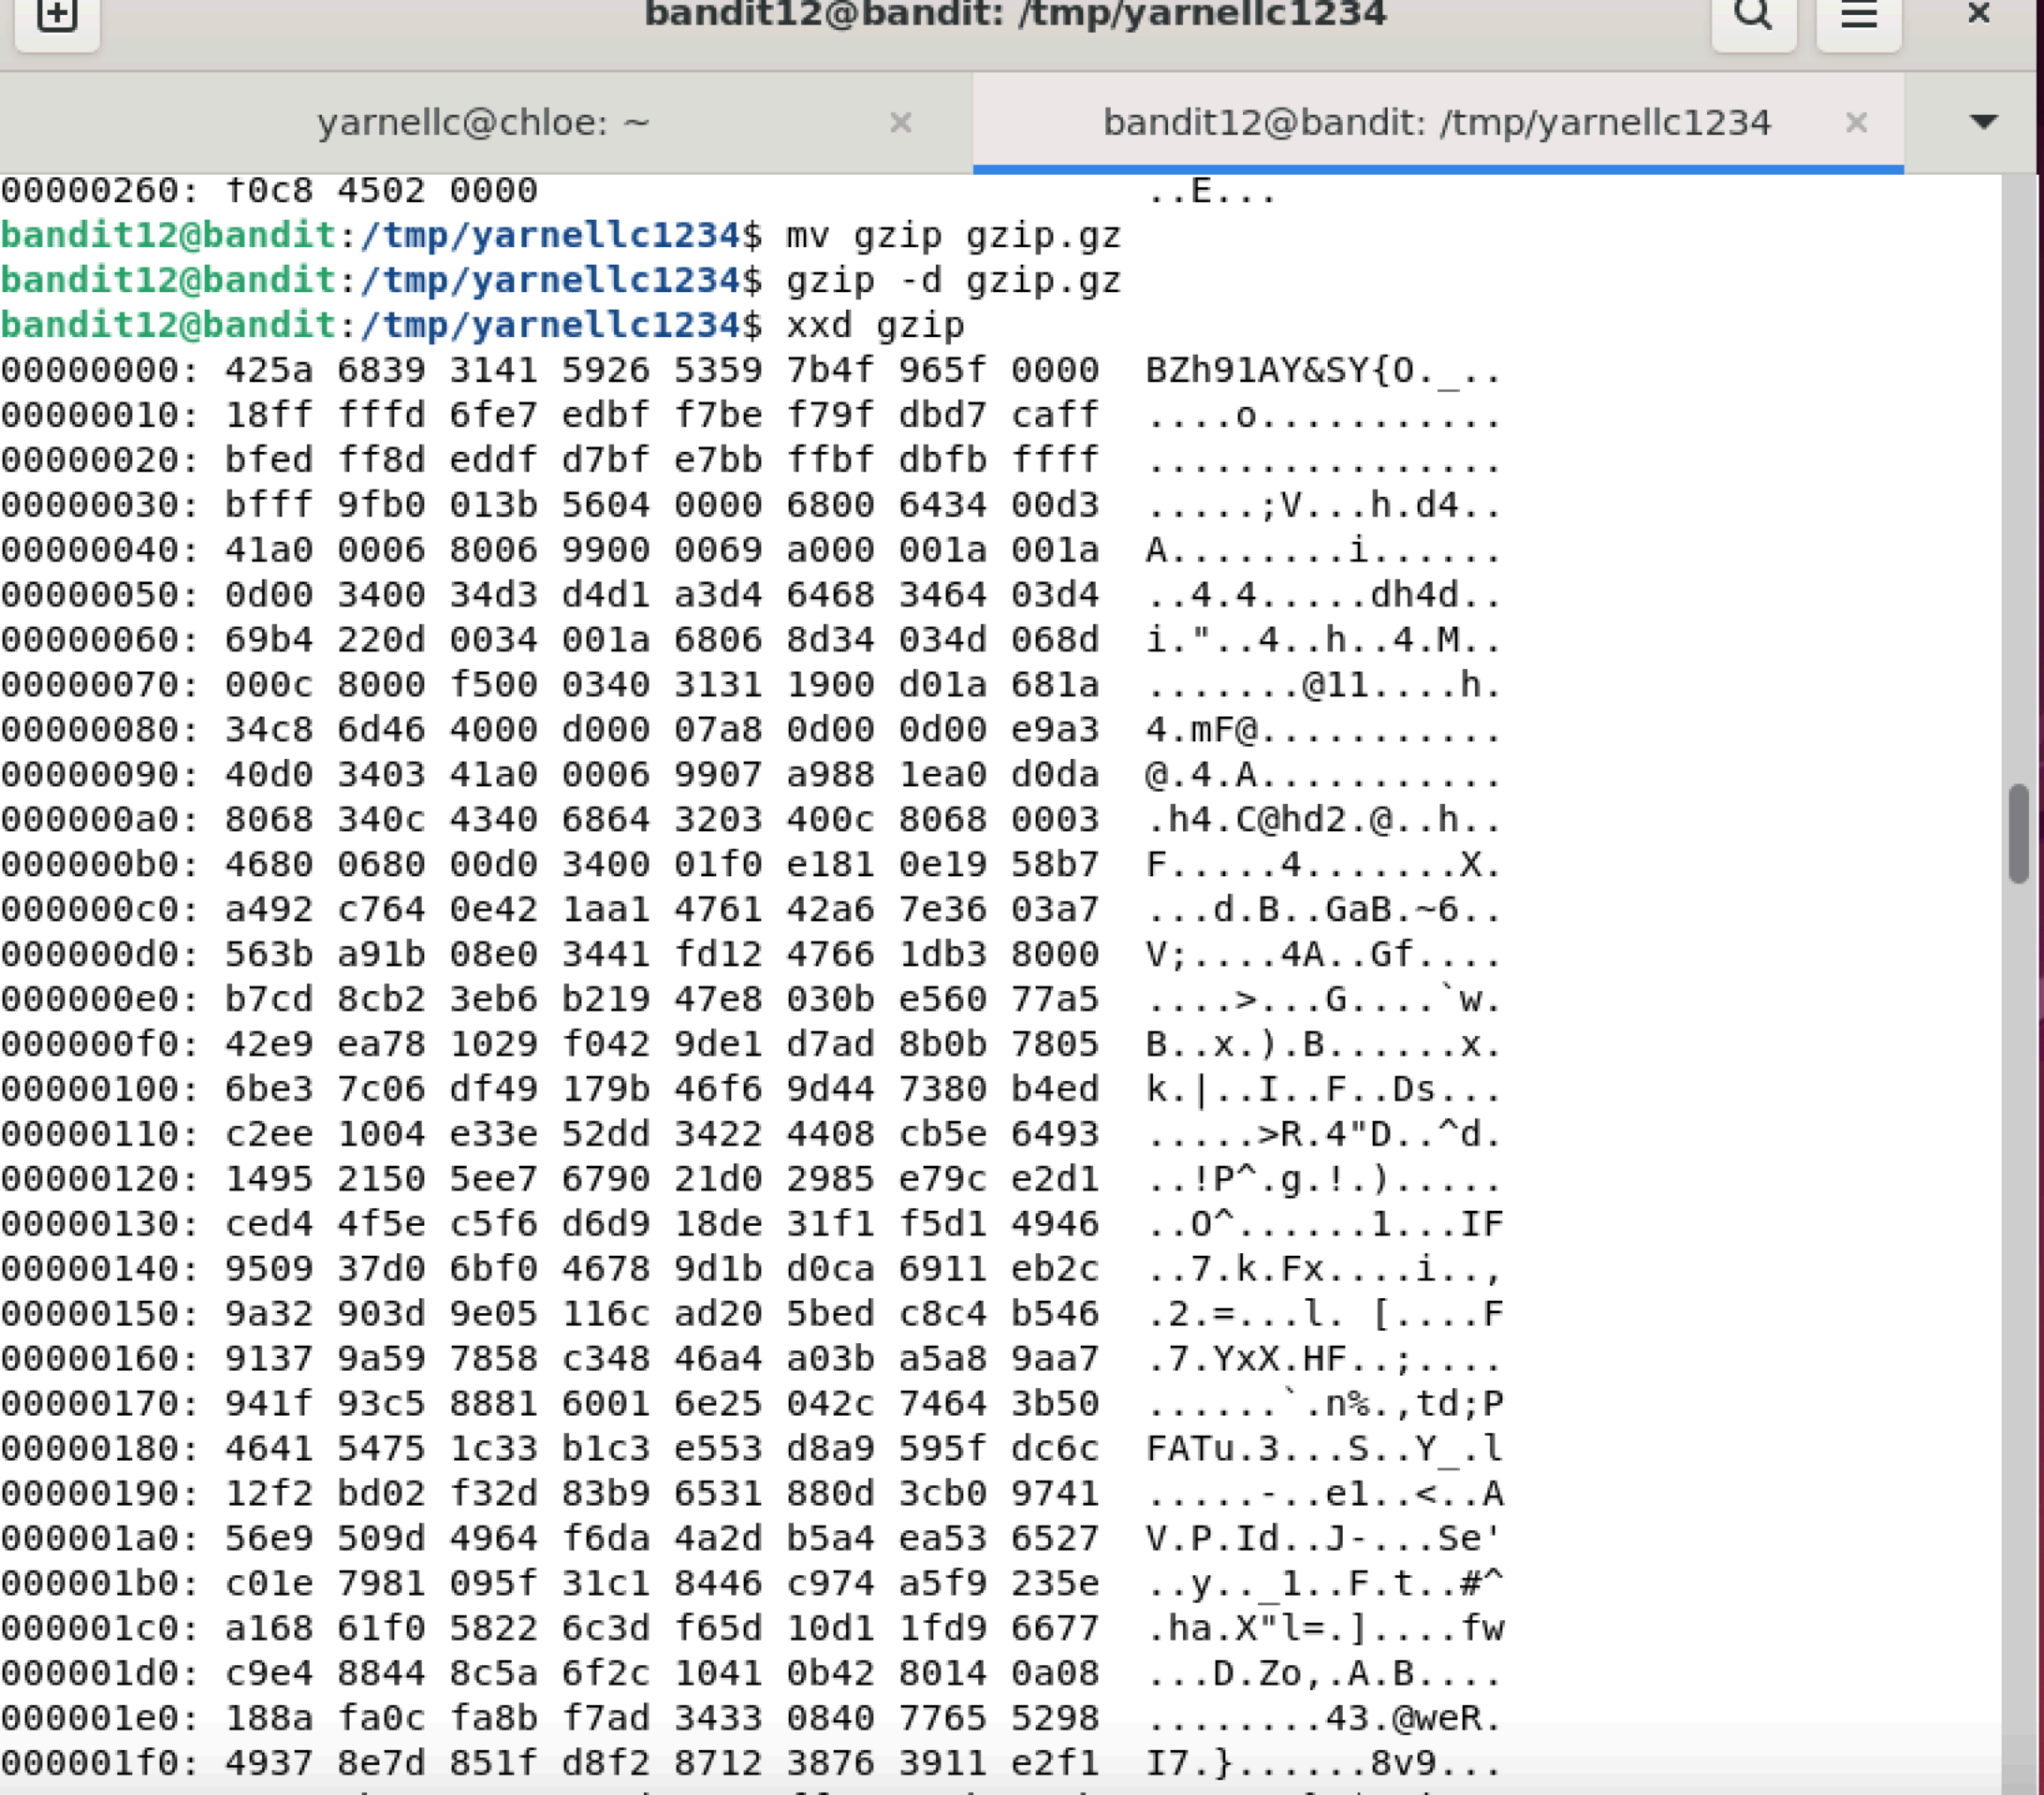 bandit12@bandit: /tmp/yarnellc1234
yarnellc@chloe: ~
bandit12@bandit: /tmp/yarnellc1234
00000260: f0c8 4502 0000                           ..E...
bandit12@bandit:/tmp/yarnellc1234$ mv gzip gzip.gz
bandit12@bandit:/tmp/yarnellc1234$ gzip -d gzip.gz
bandit12@bandit:/tmp/yarnellc1234$ xxd gzip
00000000: 425a 6839 3141 5926 5359 7b4f 965f 0000  BZh91AY&SY{O._..
00000010: 18ff fffd 6fe7 edbf f7be f79f dbd7 caff  ....o...........
00000020: bfed ff8d eddf d7bf e7bb ffbf dbfb ffff  ................
00000030: bfff 9fb0 013b 5604 0000 6800 6434 00d3  .....;V...h.d4..
00000040: 41a0 0006 8006 9900 0069 a000 001a 001a  A........i......
00000050: 0d00 3400 34d3 d4d1 a3d4 6468 3464 03d4  ..4.4.....dh4d..
00000060: 69b4 220d 0034 001a 6806 8d34 034d 068d  i."..4..h..4.M..
00000070: 000c 8000 f500 0340 3131 1900 d01a 681a  .......@11....h.
00000080: 34c8 6d46 4000 d000 07a8 0d00 0d00 e9a3  4.mF@...........
00000090: 40d0 3403 41a0 0006 9907 a988 1ea0 d0da  @.4.A...........
000000a0: 8068 340c 4340 6864 3203 400c 8068 0003  .h4.C@hd2.@..h..
000000b0: 4680 0680 00d0 3400 01f0 e181 0e19 58b7  F.....4.......X.
000000c0: a492 c764 0e42 1aa1 4761 42a6 7e36 03a7  ...d.B..GaB.~6..
000000d0: 563b a91b 08e0 3441 fd12 4766 1db3 8000  V;....4A..Gf....
000000e0: b7cd 8cb2 3eb6 b219 47e8 030b e560 77a5  ....>...G....`w.
000000f0: 42e9 ea78 1029 f042 9de1 d7ad 8b0b 7805  B..x.).B......x.
00000100: 6be3 7c06 df49 179b 46f6 9d44 7380 b4ed  k.|..I..F..Ds...
00000110: c2ee 1004 e33e 52dd 3422 4408 cb5e 6493  .....>R.4"D..^d.
00000120: 1495 2150 5ee7 6790 21d0 2985 e79c e2d1  ..!P^.g.!.).....
00000130: ced4 4f5e c5f6 d6d9 18de 31f1 f5d1 4946  ..O^......1...IF
00000140: 9509 37d0 6bf0 4678 9d1b d0ca 6911 eb2c  ..7.k.Fx....i..,
00000150: 9a32 903d 9e05 116c ad20 5bed c8c4 b546  .2.=...l. [....F
00000160: 9137 9a59 7858 c348 46a4 a03b a5a8 9aa7  .7.YxX.HF..;....
00000170: 941f 93c5 8881 6001 6e25 042c 7464 3b50  ......`.n%.,td;P
00000180: 4641 5475 1c33 b1c3 e553 d8a9 595f dc6c  FATu.3...S..Y_.l
00000190: 12f2 bd02 f32d 83b9 6531 880d 3cb0 9741  .....-..e1..<..A
000001a0: 56e9 509d 4964 f6da 4a2d b5a4 ea53 6527  V.P.Id..J-...Se'
000001b0: c01e 7981 095f 31c1 8446 c974 a5f9 235e  ..y.._1..F.t..#^
000001c0: a168 61f0 5822 6c3d f65d 10d1 1fd9 6677  .ha.X"l=.]....fw
000001d0: c9e4 8844 8c5a 6f2c 1041 0b42 8014 0a08  ...D.Zo,.A.B....
000001e0: 188a fa0c fa8b f7ad 3433 0840 7765 5298  ........43.@weR.
000001f0: 4937 8e7d 851f d8f2 8712 3876 3911 e2f1  I7.}......8v9...